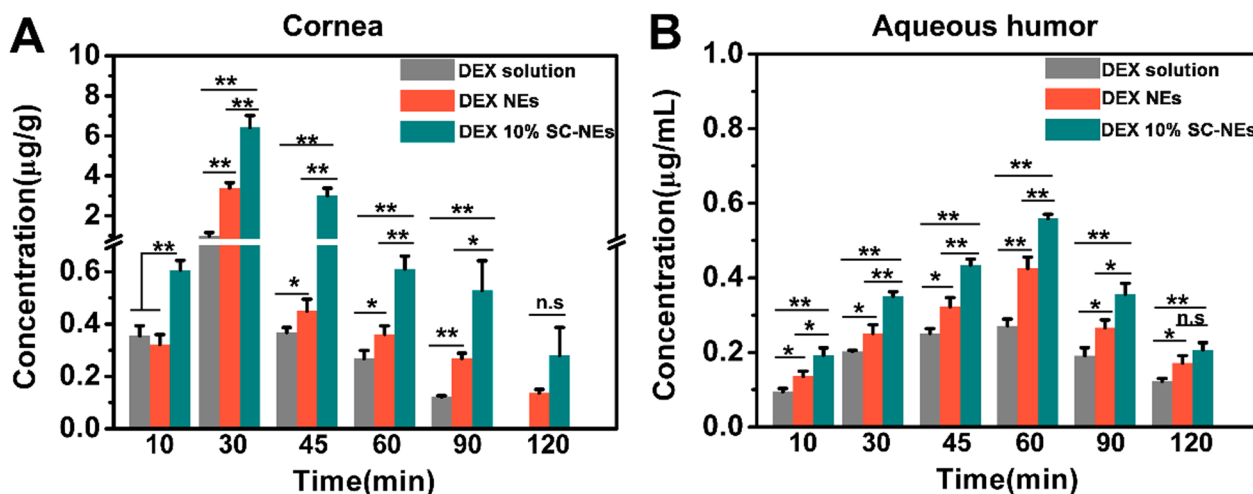 A
Cornea
Concentration(μg/g)
10
8
6
4
2
0.6
0.4
0.2
0.0
DEX solution
DEX NEs
DEX 10% SC-NEs
**
**
**
**
**
**
*
**
**
*
**
*
**
n.s
10 30 45 60 90 120
Time(min)
B
Aqueous humor
Concentration(μg/mL)
1.0
0.8
0.6
0.4
0.2
0.0
DEX solution
DEX NEs
DEX 10% SC-NEs
**
*
*
**
**
*
**
**
*
**
**
**
**
*
*
**
n.s
*
10 30 45 60 90 120
Time(min)